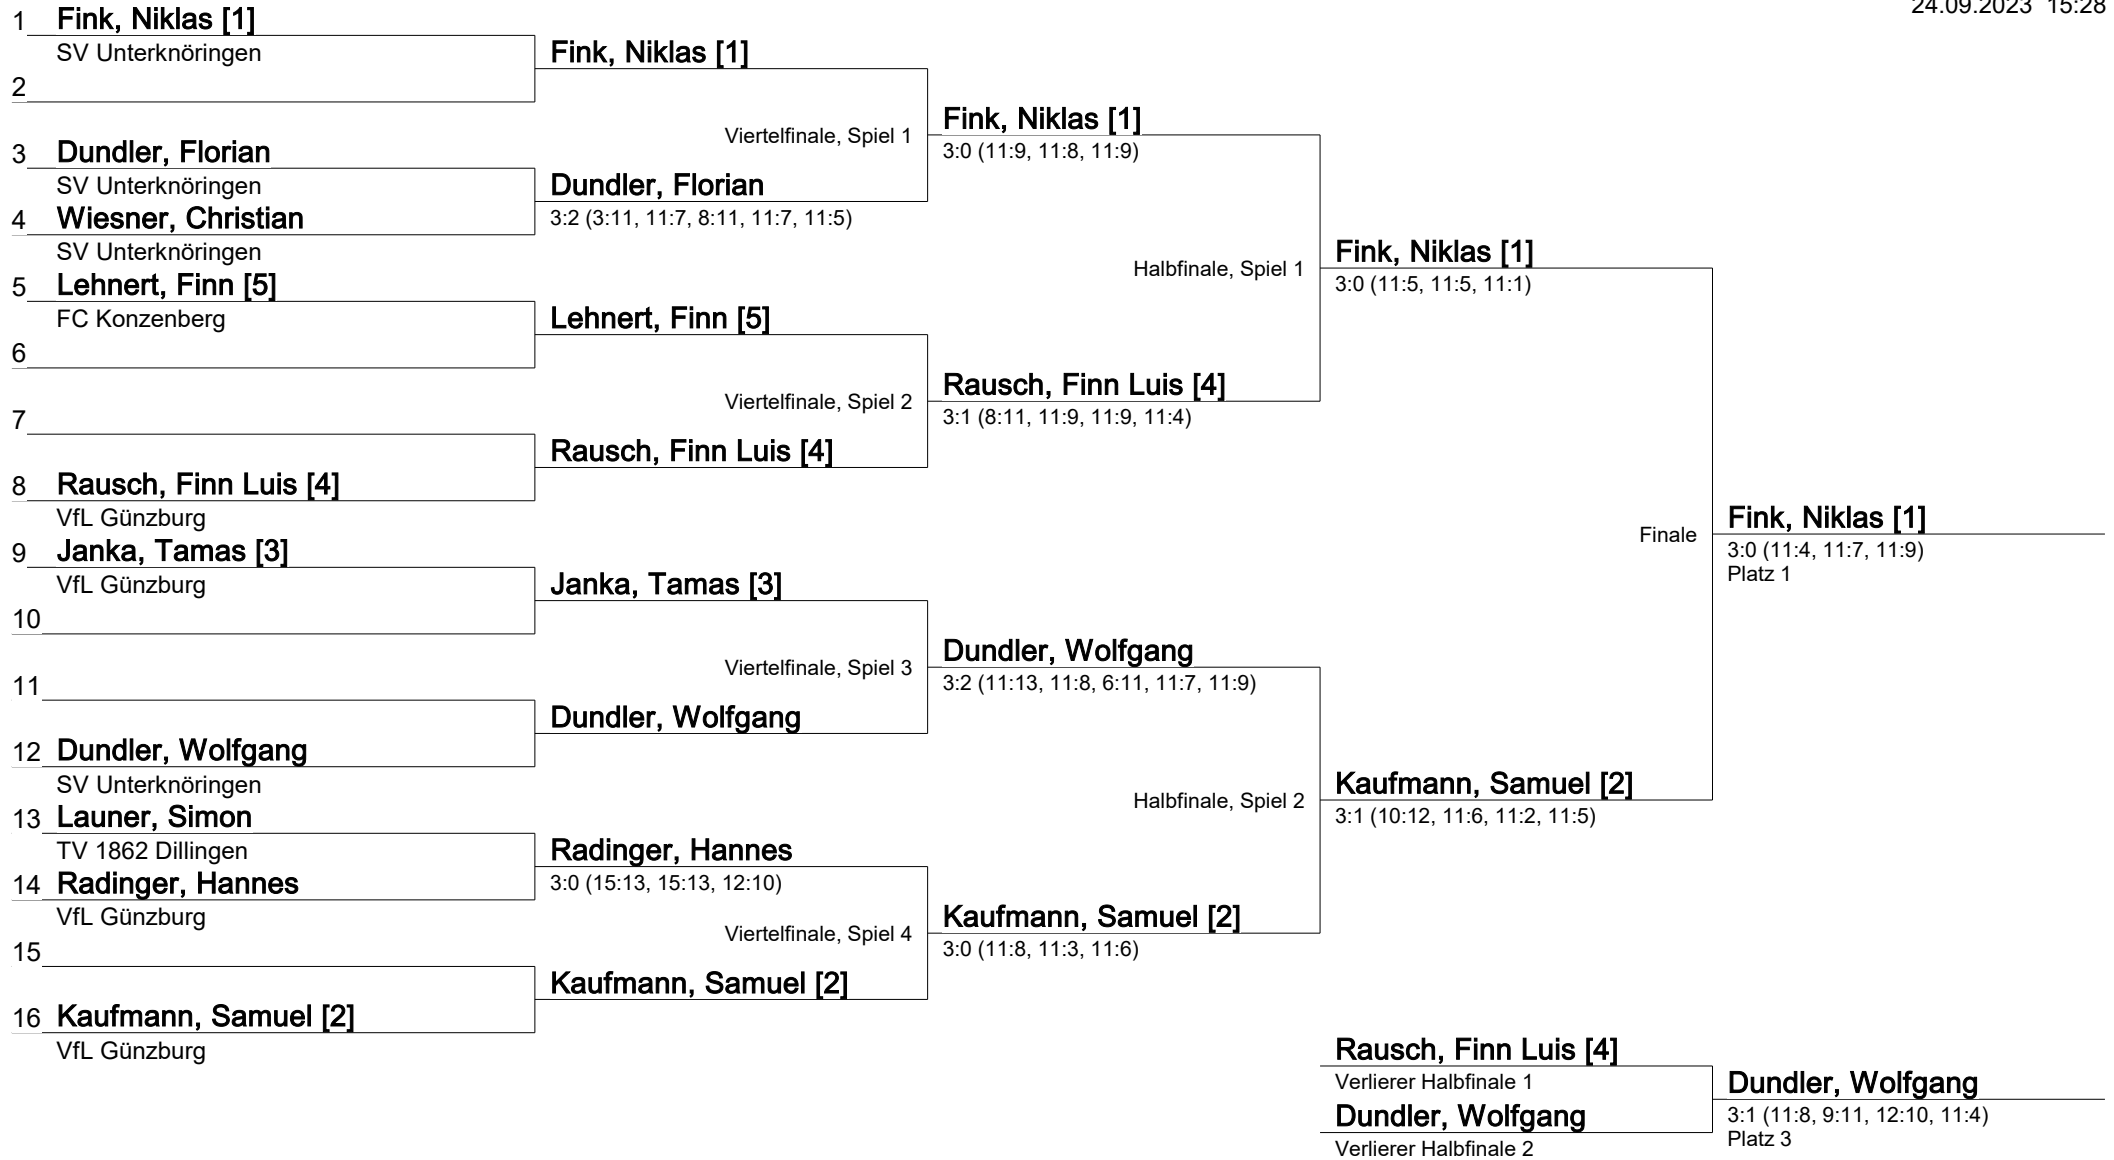 24.09.2023 15:28
1 Fink, Niklas [1]
SV Unterknöringen
2
3 Dundler, Florian
SV Unterknöringen
4 Wiesner, Christian
SV Unterknöringen
5 Lehnert, Finn [5]
FC Konzenberg
6
7
8 Rausch, Finn Luis [4]
VfL Günzburg
9 Janka, Tamas [3]
VfL Günzburg
10
11
12 Dundler, Wolfgang
SV Unterknöringen
13 Launer, Simon
TV 1862 Dillingen
14 Radinger, Hannes
VfL Günzburg
15
16 Kaufmann, Samuel [2]
VfL Günzburg
Fink, Niklas [1]
Viertelfinale, Spiel 1
Dundler, Florian
3:2 (3:11, 11:7, 8:11, 11:7, 11:5)
Lehnert, Finn [5]
Viertelfinale, Spiel 2
Rausch, Finn Luis [4]
Janka, Tamas [3]
Viertelfinale, Spiel 3
Dundler, Wolfgang
Radinger, Hannes
3:0 (15:13, 15:13, 12:10)
Viertelfinale, Spiel 4
Kaufmann, Samuel [2]
Fink, Niklas [1]
3:0 (11:9, 11:8, 11:9)
Halbfinale, Spiel 1
Rausch, Finn Luis [4]
3:1 (8:11, 11:9, 11:9, 11:4)
Dundler, Wolfgang
3:2 (11:13, 11:8, 6:11, 11:7, 11:9)
Halbfinale, Spiel 2
Kaufmann, Samuel [2]
3:0 (11:8, 11:3, 11:6)
Fink, Niklas [1]
3:0 (11:5, 11:5, 11:1)
Finale
Kaufmann, Samuel [2]
3:1 (10:12, 11:6, 11:2, 11:5)
Fink, Niklas [1]
3:0 (11:4, 11:7, 11:9)
Platz 1
Rausch, Finn Luis [4]
Verlierer Halbfinale 1
Dundler, Wolfgang
Verlierer Halbfinale 2
Dundler, Wolfgang
3:1 (11:8, 9:11, 12:10, 11:4)
Platz 3